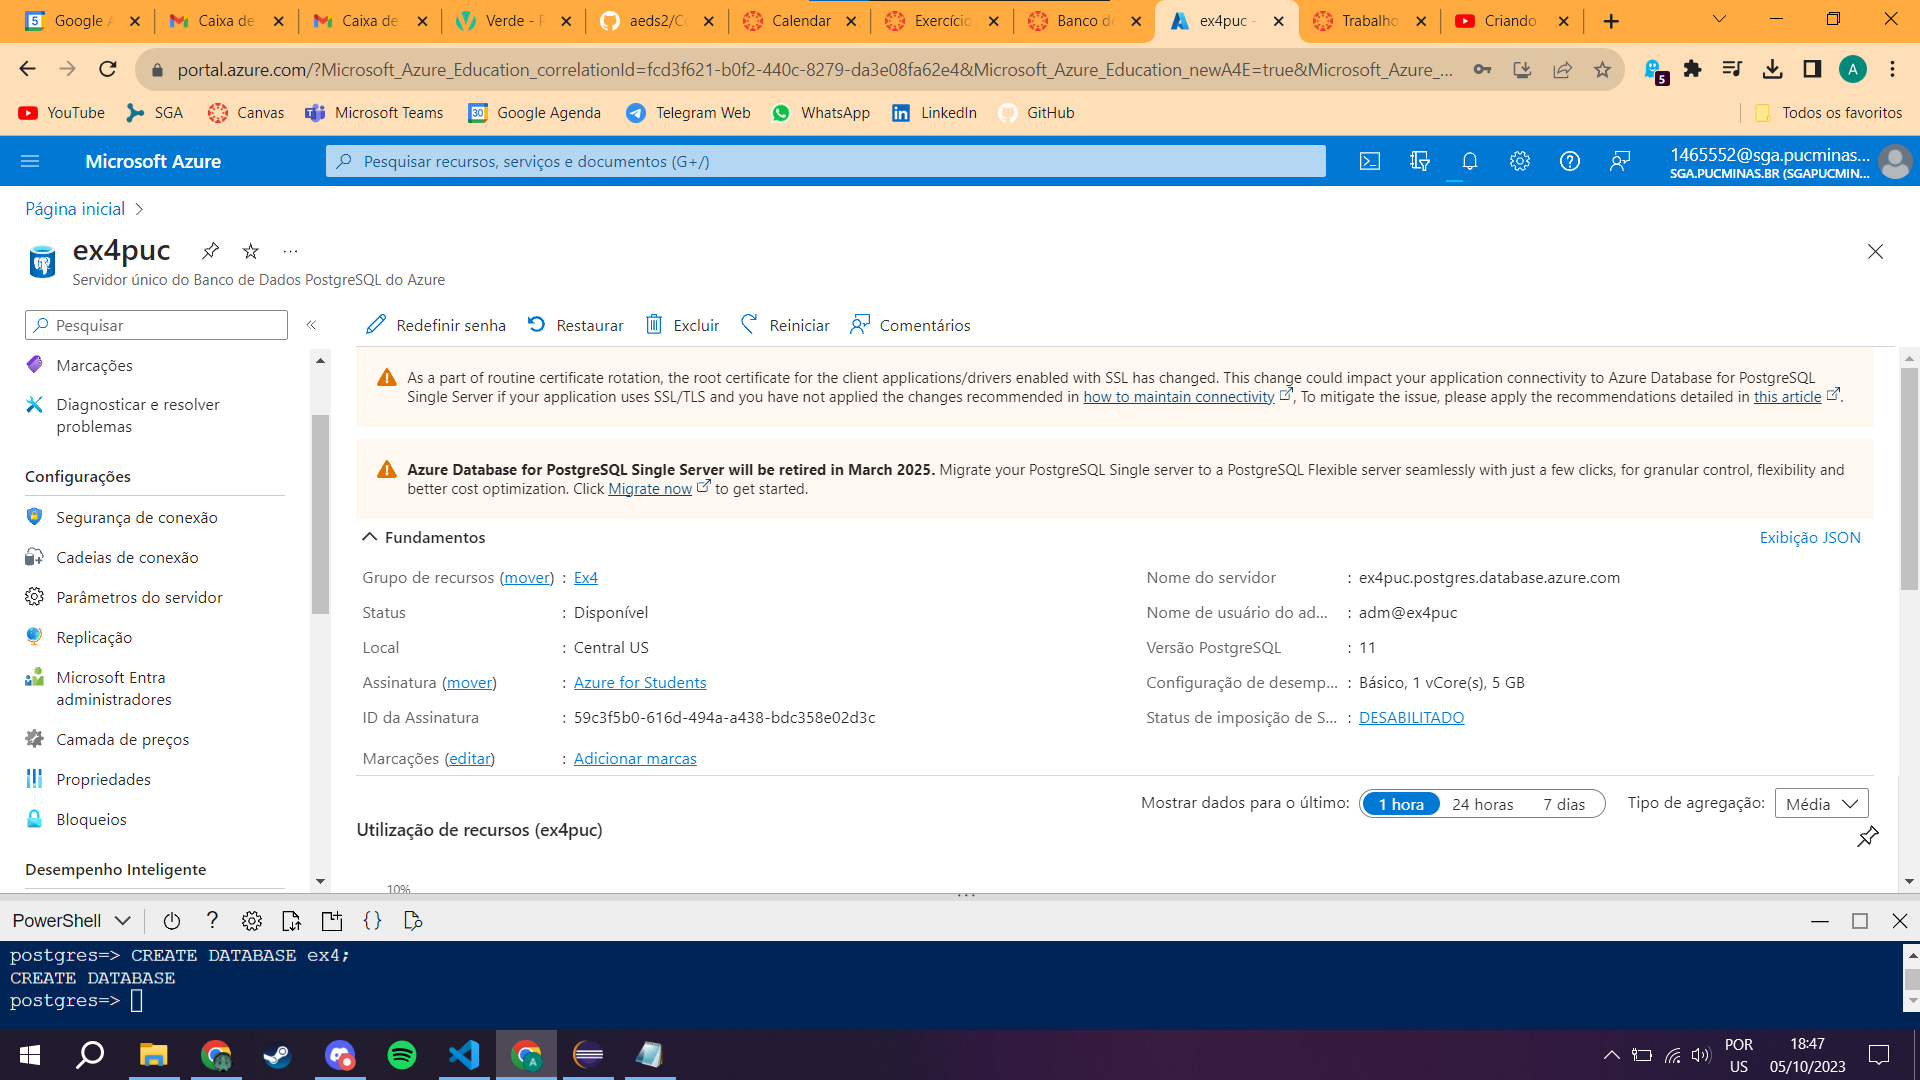 Google A
Caixa de
Caixa de
Verde - P
aeds2/Co
Calendar
Exercício
Banco de
ex4puc -
Trabalho
Criando
portal.azure.com/?Microsoft_Azure_Education_correlationId=fcd3f621-b0f2-440c-8279-da3e08fa62e4&Microsoft_Azure_Education_newA4E=true&Microsoft_Azure_...
5
A
YouTube
SGA
Canvas
Microsoft Teams
Google Agenda
Telegram Web
WhatsApp
LinkedIn
GitHub
Todos os favoritos
Microsoft Azure
Pesquisar recursos, serviços e documentos (G+/)
1465552@sga.pucminas...
SGA.PUCMINAS.BR (SGAPUCMIN...
Página inicial
ex4puc
Servidor único do Banco de Dados PostgreSQL do Azure
Pesquisar
Redefinir senha
Restaurar
Excluir
Reiniciar
Comentários
Marcações
Diagnosticar e resolver
problemas
Configurações
Segurança de conexão
Cadeias de conexão
Parâmetros do servidor
Replicação
Microsoft Entra
administradores
Camada de preços
Propriedades
Bloqueios
Desempenho Inteligente
As a part of routine certificate rotation, the root certificate for the client applications/drivers enabled with SSL has changed. This change could impact your application connectivity to Azure Database for PostgreSQL
Single Server if your application uses SSL/TLS and you have not applied the changes recommended in how to maintain connectivity, To mitigate the issue, please apply the recommendations detailed in this article.
Azure Database for PostgreSQL Single Server will be retired in March 2025. Migrate your PostgreSQL Single server to a PostgreSQL Flexible server seamlessly with just a few clicks, for granular control, flexibility and
better cost optimization. Click Migrate now to get started.
Fundamentos
Exibição JSON
Grupo de recursos (mover) : Ex4
Status : Disponível
Local : Central US
Assinatura (mover) : Azure for Students
ID da Assinatura : 59c3f5b0-616d-494a-a438-bdc358e02d3c
Marcações (editar) : Adicionar marcas
Nome do servidor : ex4puc.postgres.database.azure.com
Nome de usuário do ad... : adm@ex4puc
Versão PostgreSQL : 11
Configuração de desemp... : Básico, 1 vCore(s), 5 GB
Status de imposição de S... : DESABILITADO
Mostrar dados para o último: 1 hora 24 horas 7 dias Tipo de agregação: Média
Utilização de recursos (ex4puc)
10%
PowerShell
postgres=> CREATE DATABASE ex4;
CREATE DATABASE
postgres=>
POR
US
18:47
05/10/2023